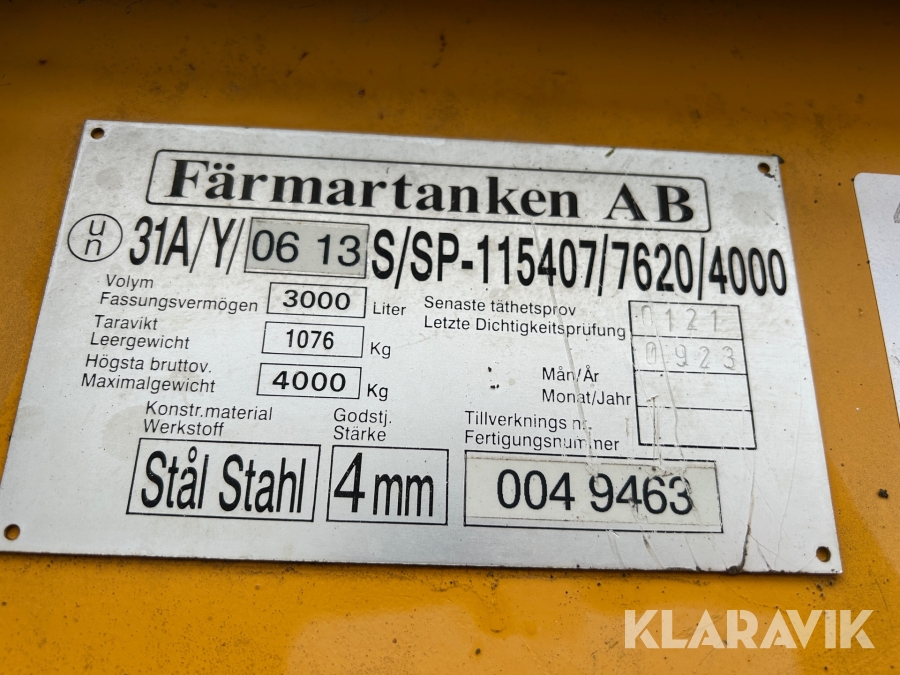 Färmartanken AB
u n 31A/Y/ 06 13 S/SP-115407/7620/4000
Volym
Fassungsvermögen 3000 Liter
Taravikt
Leergewicht 1076 Kg
Högsta bruttov.
Maximalgewicht 4000 Kg
Senaste täthetsprov
Letzte Dichtigkeitsprüfung
0121
0923
Mån/År
Monat/Jahr
Konstr.material
Werkstoff
Stål Stahl
Godstj.
Stärke
4 mm
Tillverknings nr.
Fertigungsnummer
004 9463
KLARAVIK